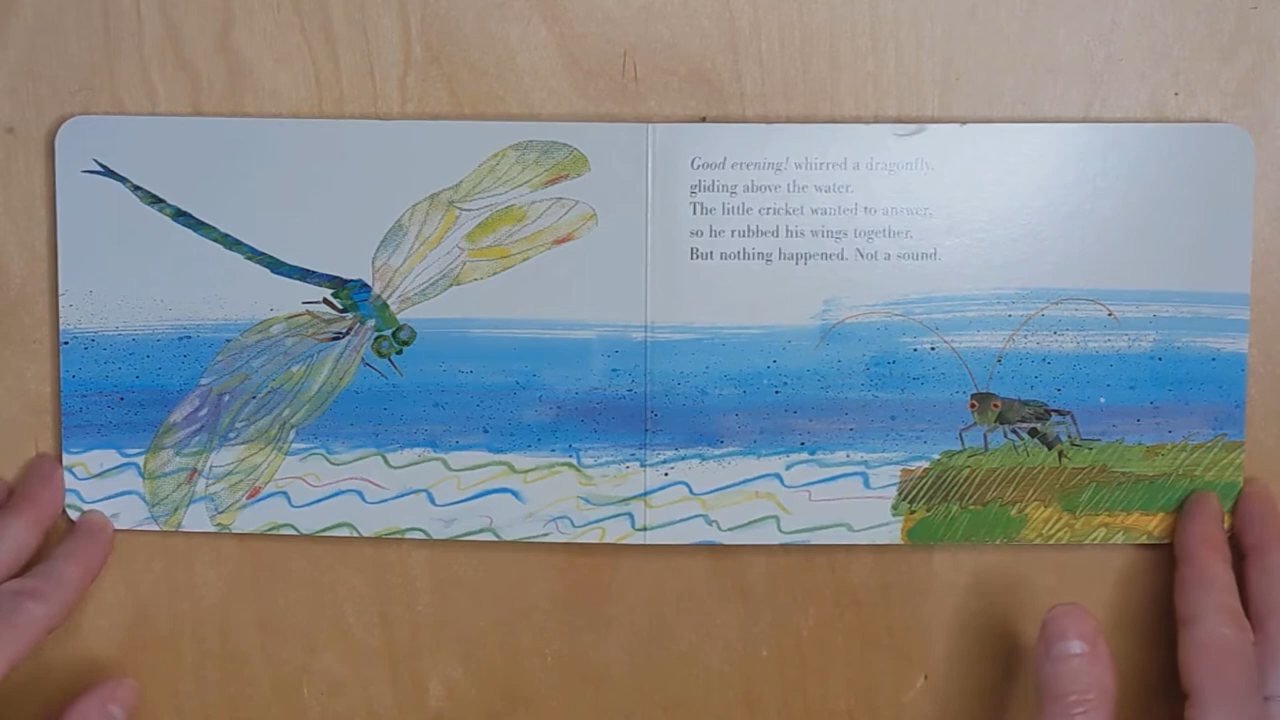 Good evening! whirred a dragonfly,
gliding above the water.
The little cricket wanted to answer,
so he rubbed his wings together.
But nothing happened. Not a sound.